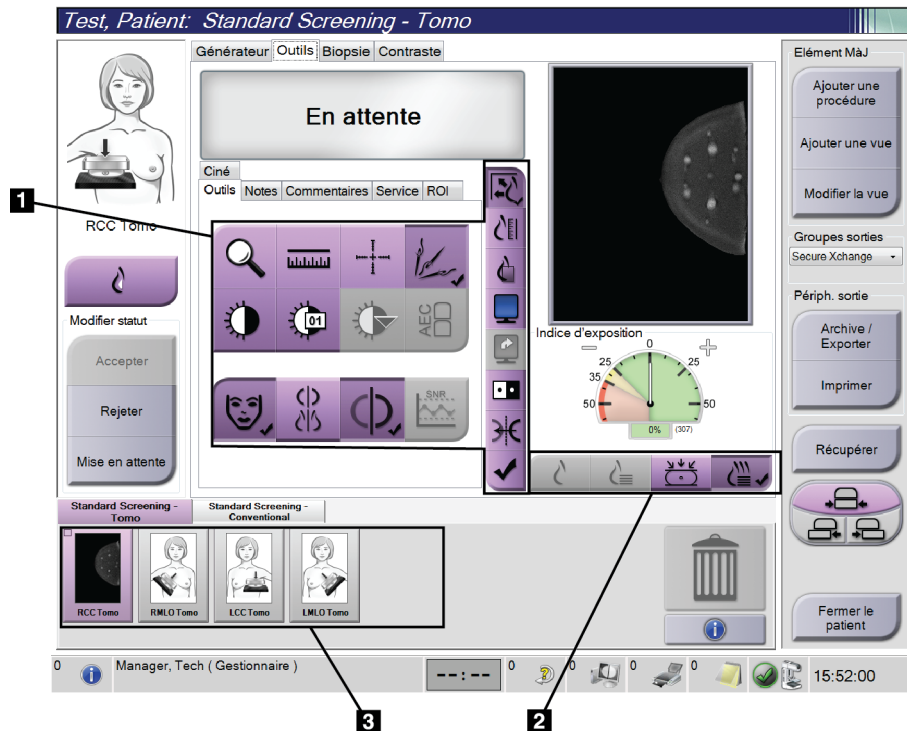 Test, Patient: Standard Screening - Tomo
Générateur Outils Biopsie Contraste
En attente
Ciné
Outils Notes Commentaires Service ROI
1
RCC Tomo
Modifier statut
Accepter
Rejeter
Mise en attente
01
AEC
SNR
Indice d'exposition
0
25
25
35
50
50
0% (307)
Elément MàJ
Ajouter une
procédure
Ajouter une vue
Modifier la vue
Groupes sorties
Secure Xchange
Périph. sortie
Archive /
Exporter
Imprimer
Récupérer
Fermer le
patient
Standard Screening -
Tomo
Standard Screening -
Conventional
RCC Tomo
RMLO Tomo
LCC Tomo
LMLO Tomo
0
Manager, Tech ( Gestionnaire )
--:--
0
0
0
0
15:52:00
3
2